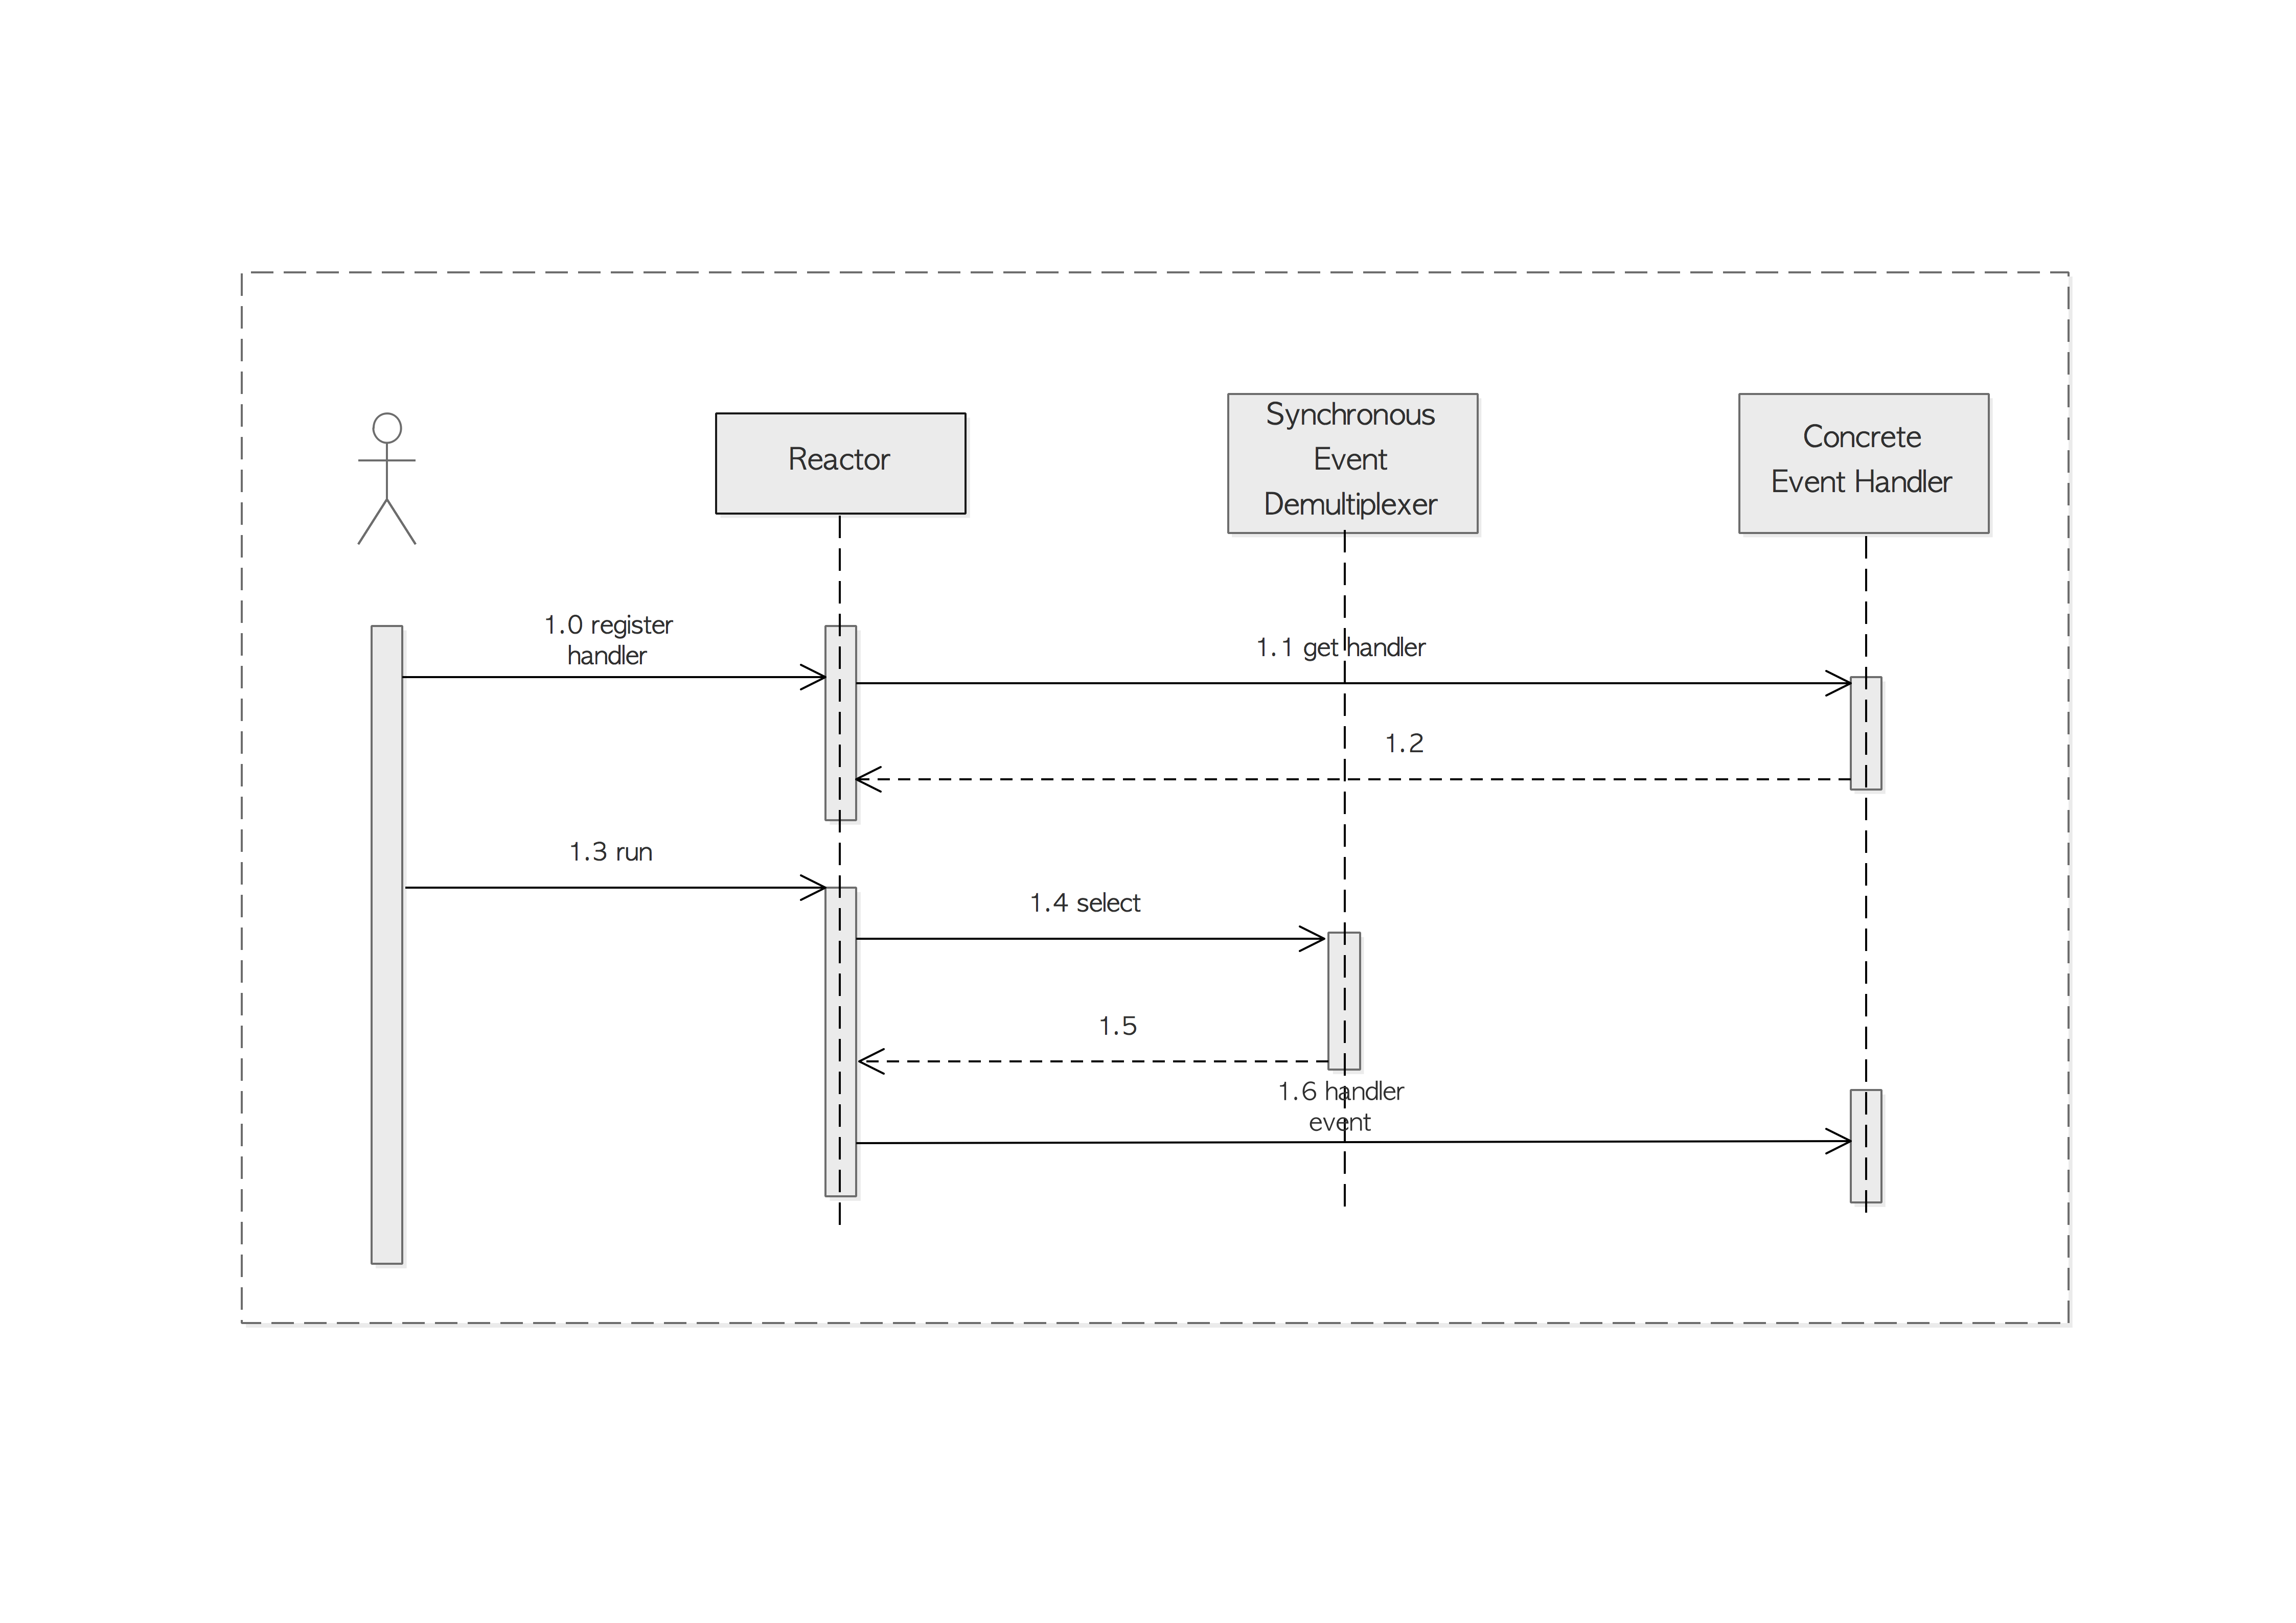 Reactor
Synchronous
Event
Demultiplexer
Concrete
Event Handler
1.0 register
handler
1.1 get handler
1.2
1.3 run
1.4 select
1.5
1.6 handler
event